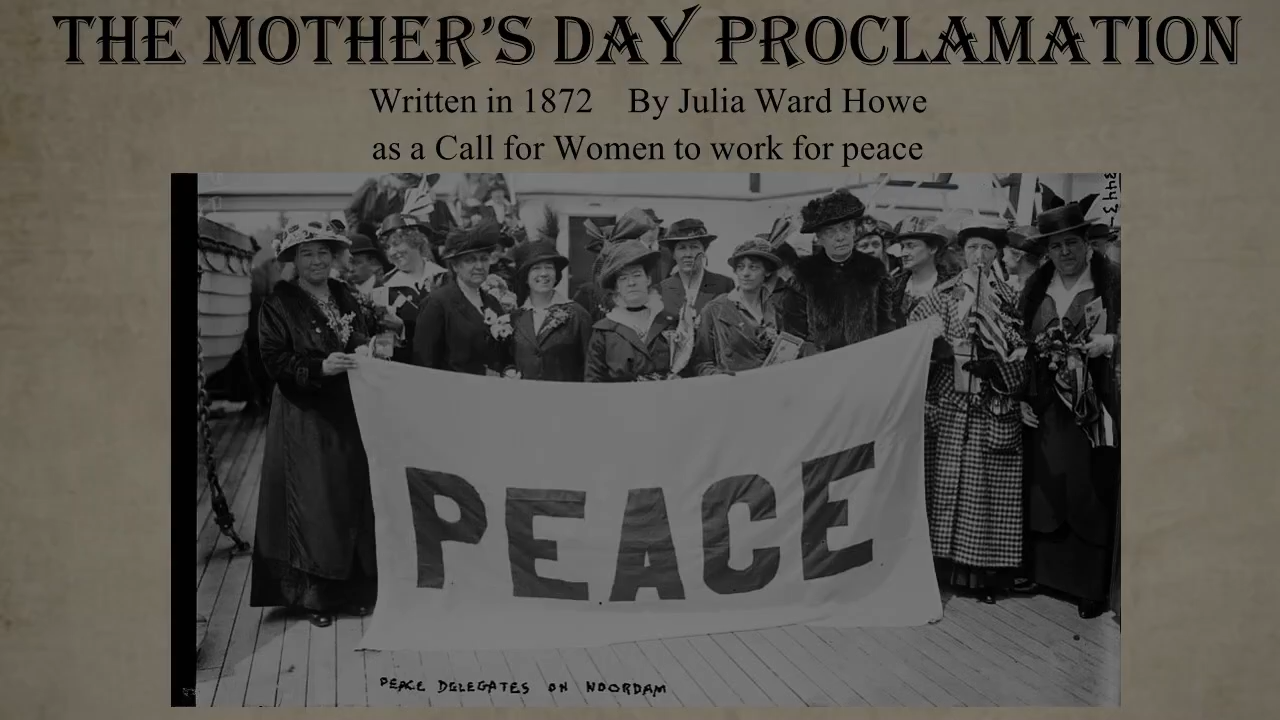 THE MOTHER'S DAY PROCLAMATION
Written in 1872 By Julia Ward Howe
as a Call for Women to work for peace
PEACE
PEACE DELEGATES ON NOORDAM